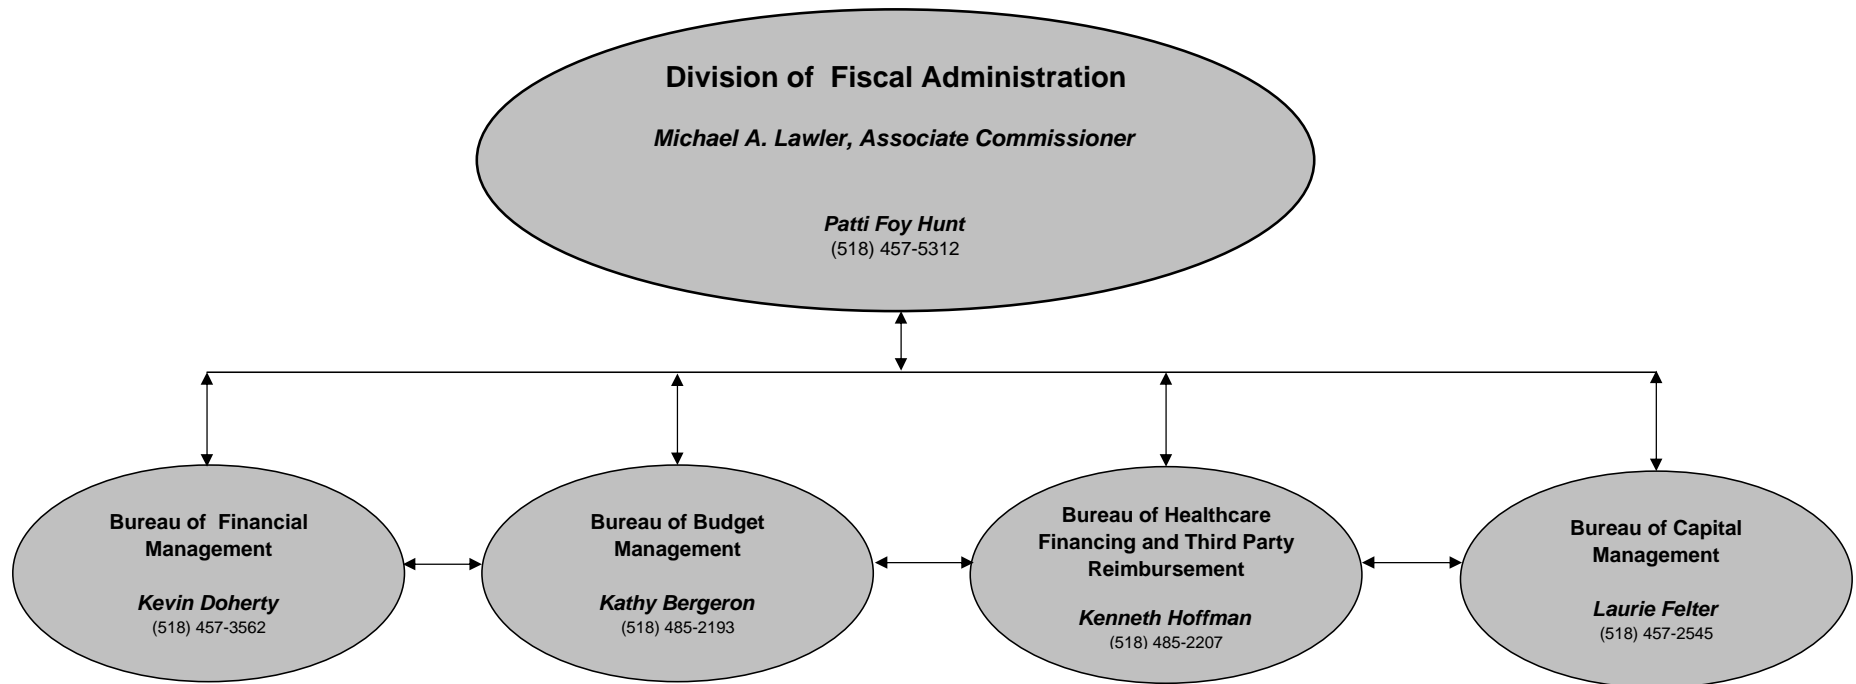 Division of  Fiscal Administration
Michael A. Lawler, Associate Commissioner
Patti Foy Hunt
(518) 457-5312
Bureau of  Financial
Management
Kevin Doherty
(518) 457-3562
Bureau of Budget
Management
Kathy Bergeron
(518) 485-2193
Bureau of Healthcare
Financing and Third Party
Reimbursement
Kenneth Hoffman
(518) 485-2207
Bureau of Capital
Management
Laurie Felter
(518) 457-2545